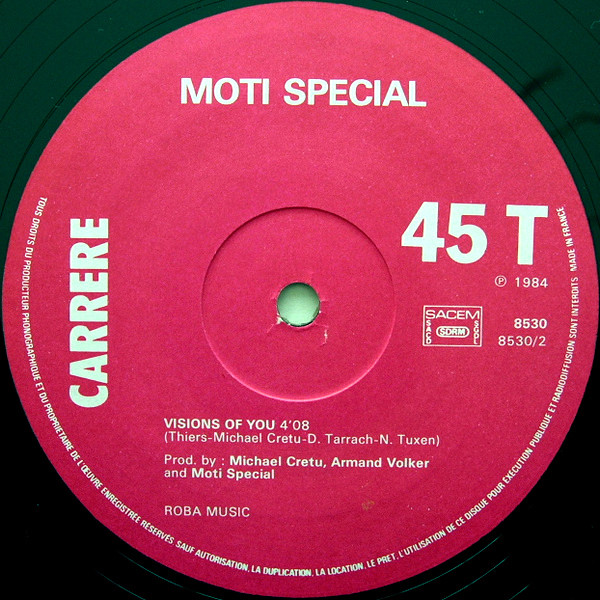 MOTI SPECIAL
CARRERE
45 T
℗ 1984
SACEM
SACD
SDRM
SGDL
8530
8530/2
VISIONS OF YOU 4'08
(Thiers-Michael Cretu-D. Tarrach-N. Tuxen)
Prod. by : Michael Cretu, Armand Volker
and Moti Special
ROBA MUSIC
TOUS DROITS DU PRODUCTEUR PHONOGRAPHIQUE ET DU PROPRIETAIRE DE L'ŒUVRE ENREGISTREE RESERVES SAUF AUTORISATION, LA DUPLICATION, LA LOCATION, LE PRET, L'UTILISATION DE CE DISQUE POUR EXECUTION PUBLIQUE ET RADIODIFFUSION SONT INTERDITS MADE IN FRANCE